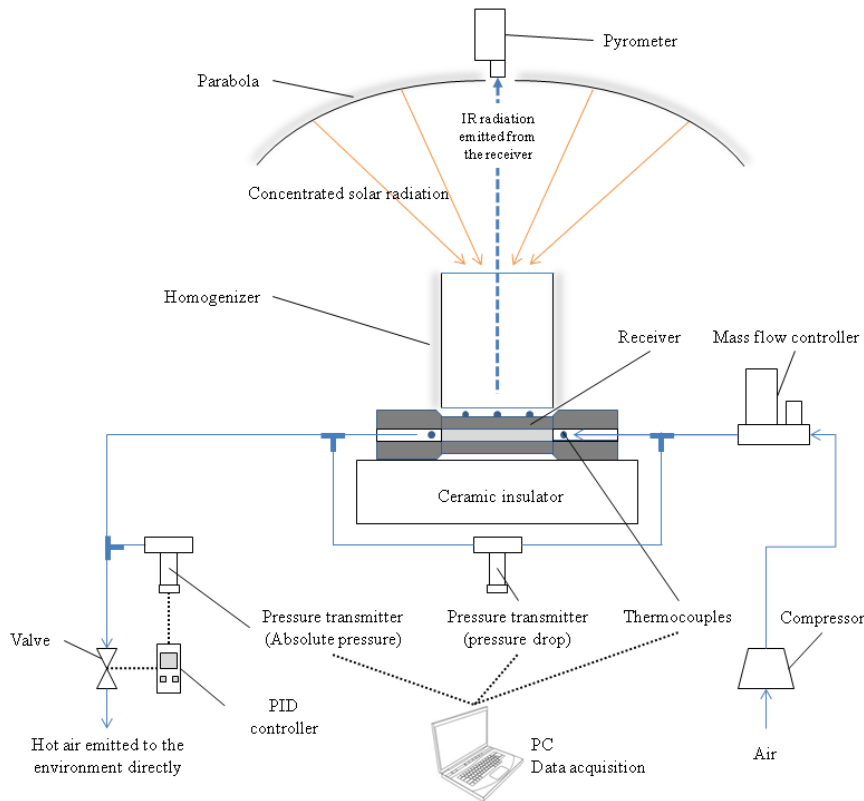 Pyrometer
Parabola
IR radiation
emitted from
the receiver
Concentrated solar radiation
Homogenizer
Receiver
Mass flow controller
Ceramic insulator
Pressure transmitter
(Absolute pressure)
Pressure transmitter
(pressure drop)
Thermocouples
Compressor
Valve
PID
controller
Hot air emitted to the
environment directly
PC
Data acquisition
Air